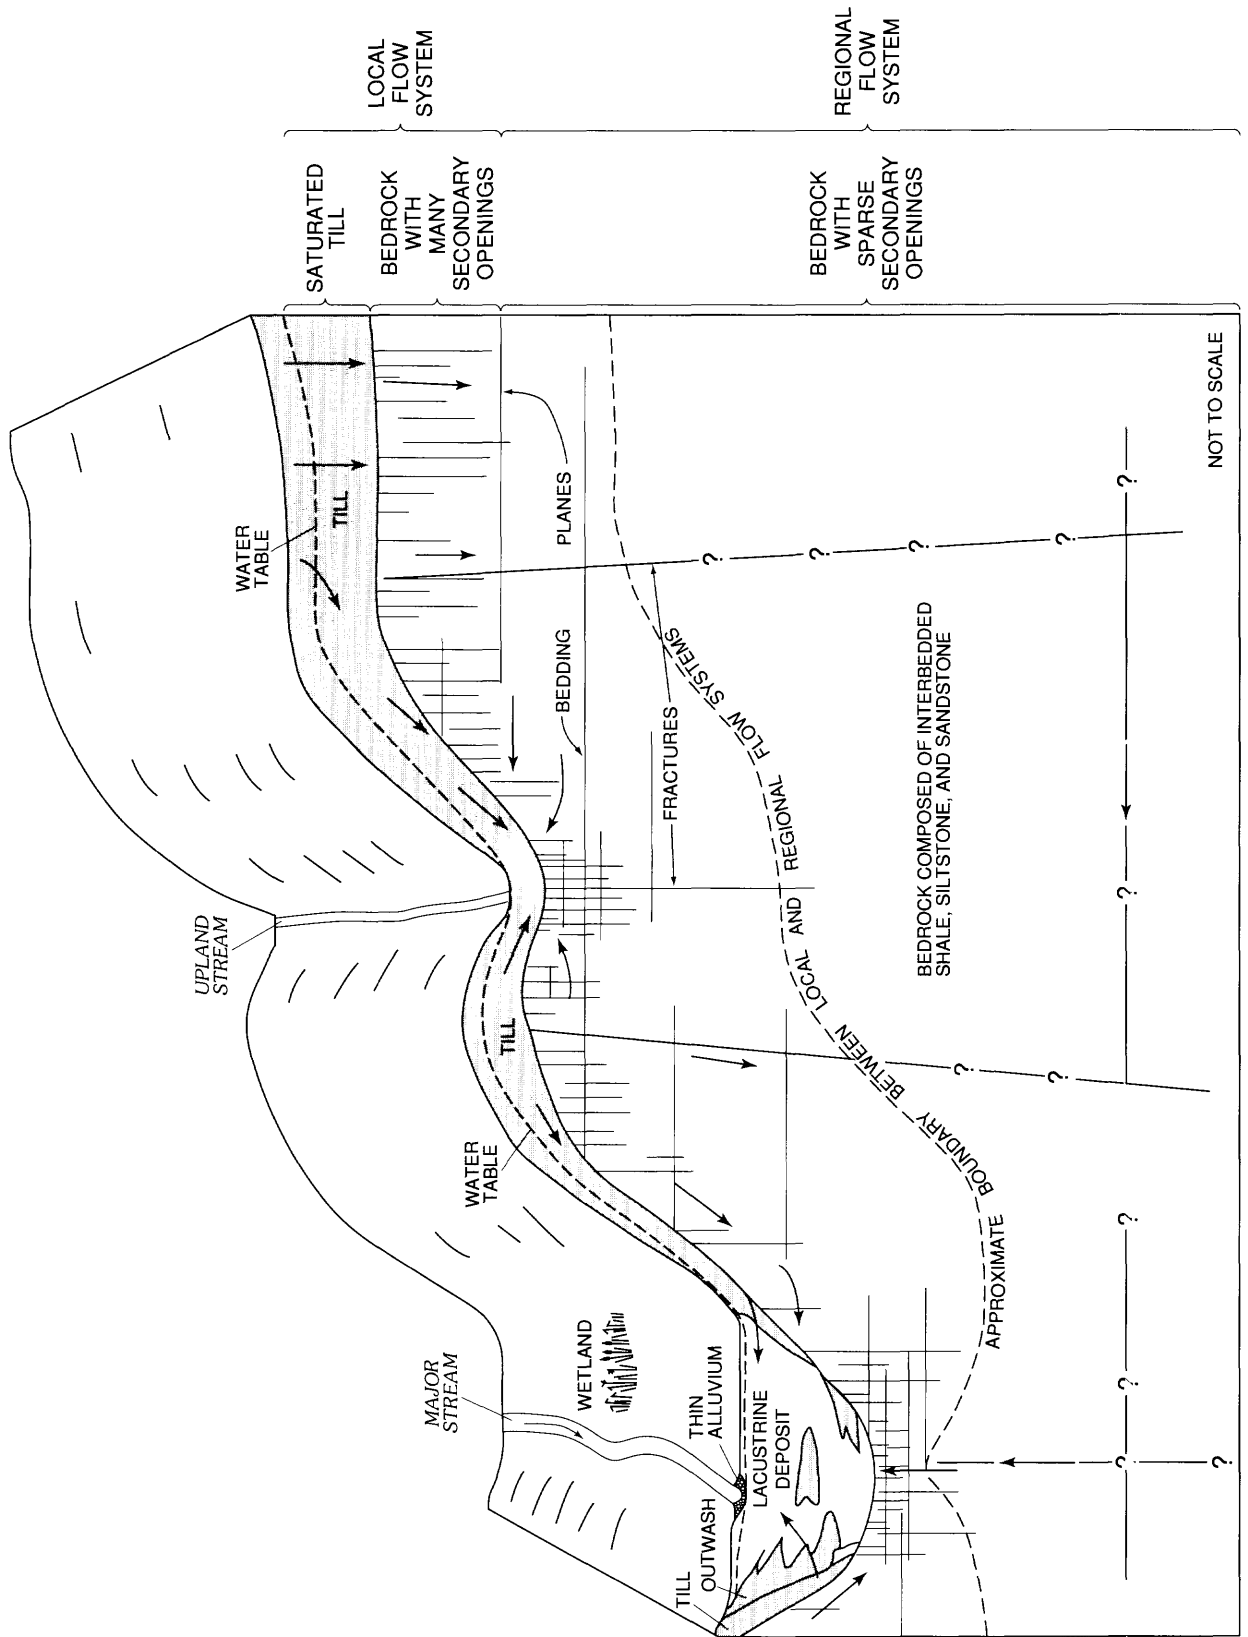 LOCAL
FLOW
SYSTEM
REGIONAL
FLOW
SYSTEM
SATURATED
TILL
BEDROCK
WITH
MANY
SECONDARY
OPENINGS
BEDROCK
WITH
SPARSE
SECONDARY
OPENINGS
WATER
TABLE
TILL
UPLAND
STREAM
PLANES
BEDDING
FRACTURES
TILL
WATER
TABLE
MAJOR
STREAM
WETLAND
THIN
ALLUVIUM
LACUSTRINE
DEPOSIT
OUTWASH
TILL
APPROXIMATE BOUNDARY BETWEEN LOCAL AND REGIONAL FLOW SYSTEMS
BEDROCK COMPOSED OF INTERBEDDED
SHALE, SILTSTONE, AND SANDSTONE
?
?
?
?
?
?
?
?
?
?
?
?
NOT TO SCALE